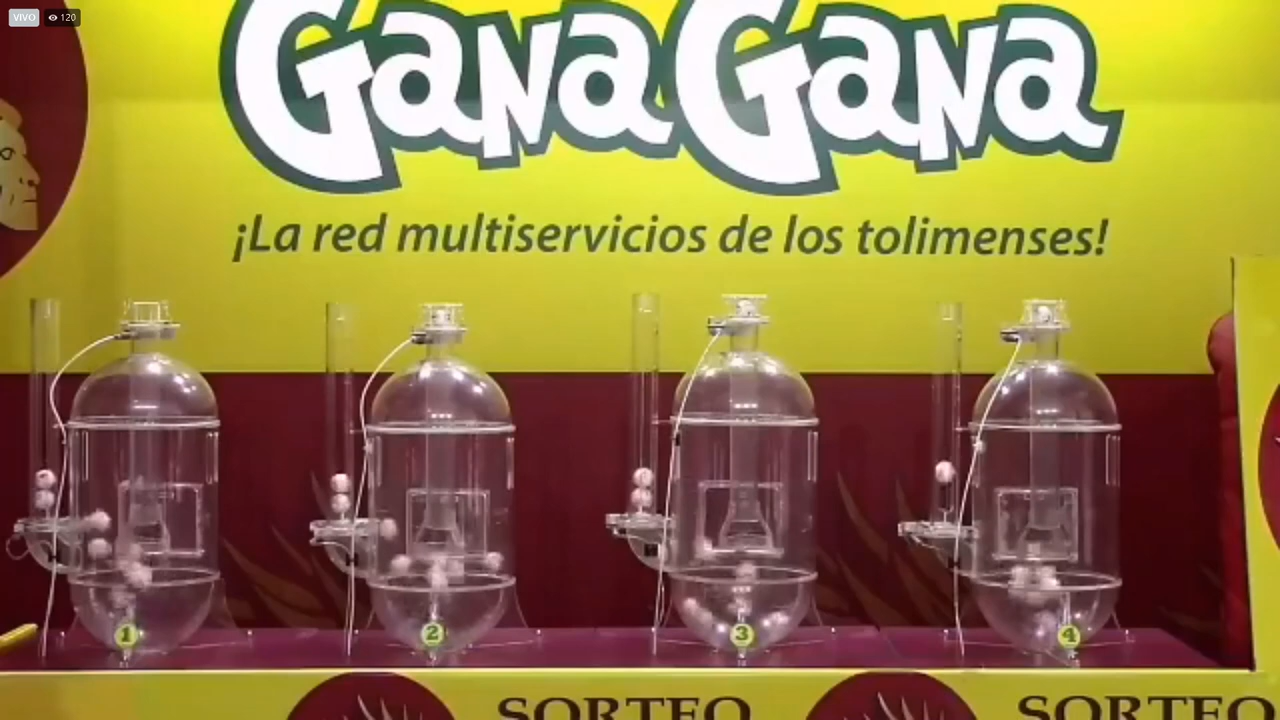 VIVO 120
GANAGANA
¡La red multiservicios de los tolimenses!
1 2 3 4
SORTEO SORTEO